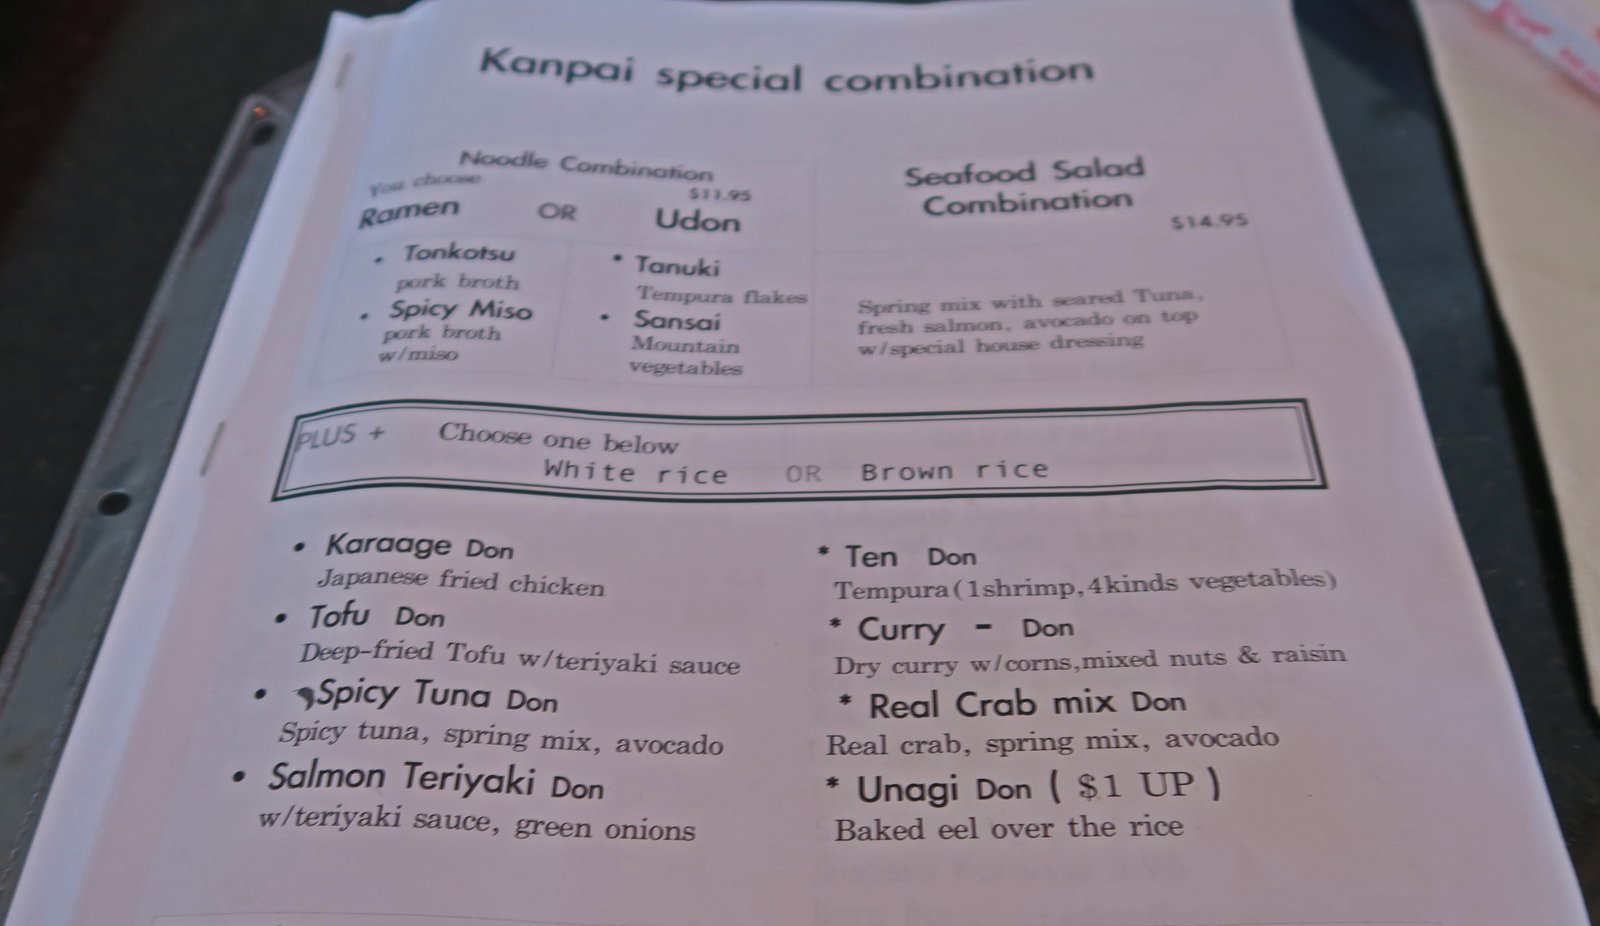 Kanpai special combination
Noodle Combination
You choose
$11.95
Ramen OR Udon
• Tonkotsu
pork broth
• Spicy Miso
pork broth
w/miso
* Tanuki
Tempura flakes
• Sansai
Mountain
vegetables
Seafood Salad
Combination
$14.95
Spring mix with seared Tuna,
fresh salmon, avocado on top
w/special house dressing
PLUS + Choose one below
White rice OR Brown rice
• Karaage Don
Japanese fried chicken
• Tofu Don
Deep-fried Tofu w/teriyaki sauce
• Spicy Tuna Don
Spicy tuna, spring mix, avocado
• Salmon Teriyaki Don
w/teriyaki sauce, green onions
* Ten Don
Tempura(1shrimp,4kinds vegetables)
* Curry - Don
Dry curry w/corns,mixed nuts & raisin
* Real Crab mix Don
Real crab, spring mix, avocado
* Unagi Don ( $1 UP )
Baked eel over the rice